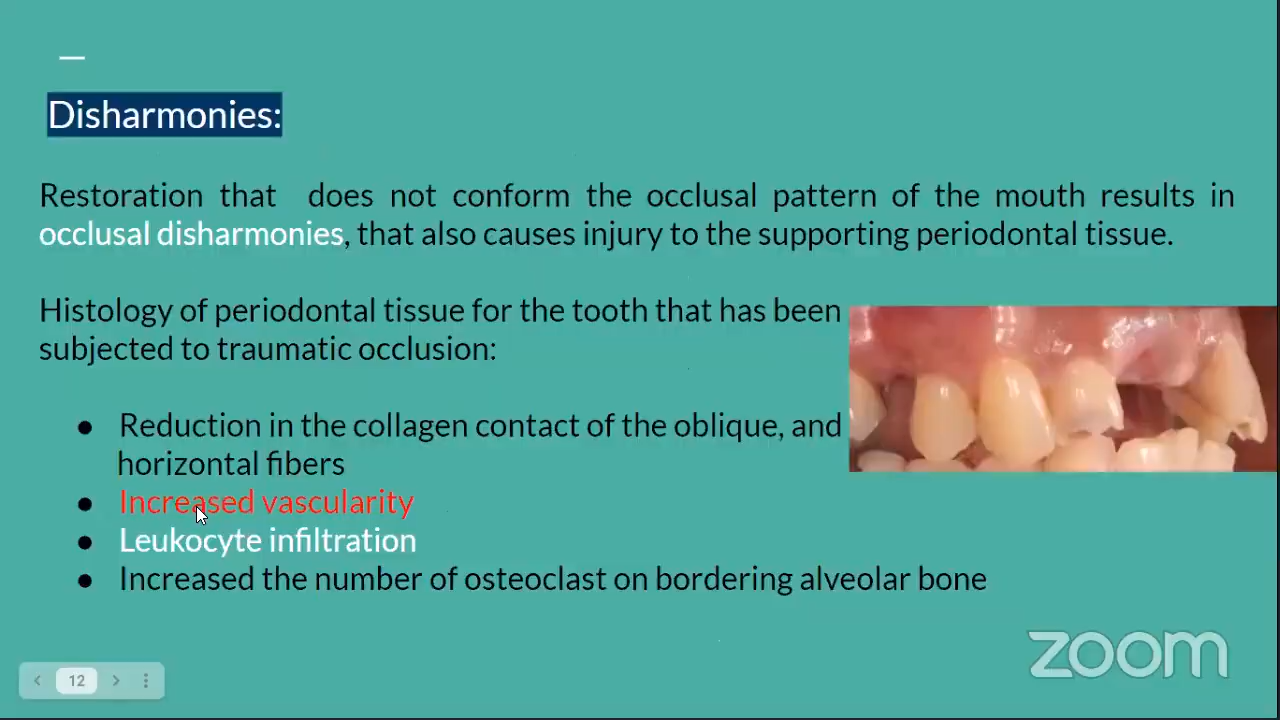 Disharmonies:
Restoration that does not conform the occlusal pattern of the mouth results in
occlusal disharmonies, that also causes injury to the supporting periodontal tissue.
Histology of periodontal tissue for the tooth that has been
subjected to traumatic occlusion:
● Reduction in the collagen contact of the oblique, and
horizontal fibers
● Increased vascularity
● Leukocyte infiltration
● Increased the number of osteoclast on bordering alveolar bone
zoom
12